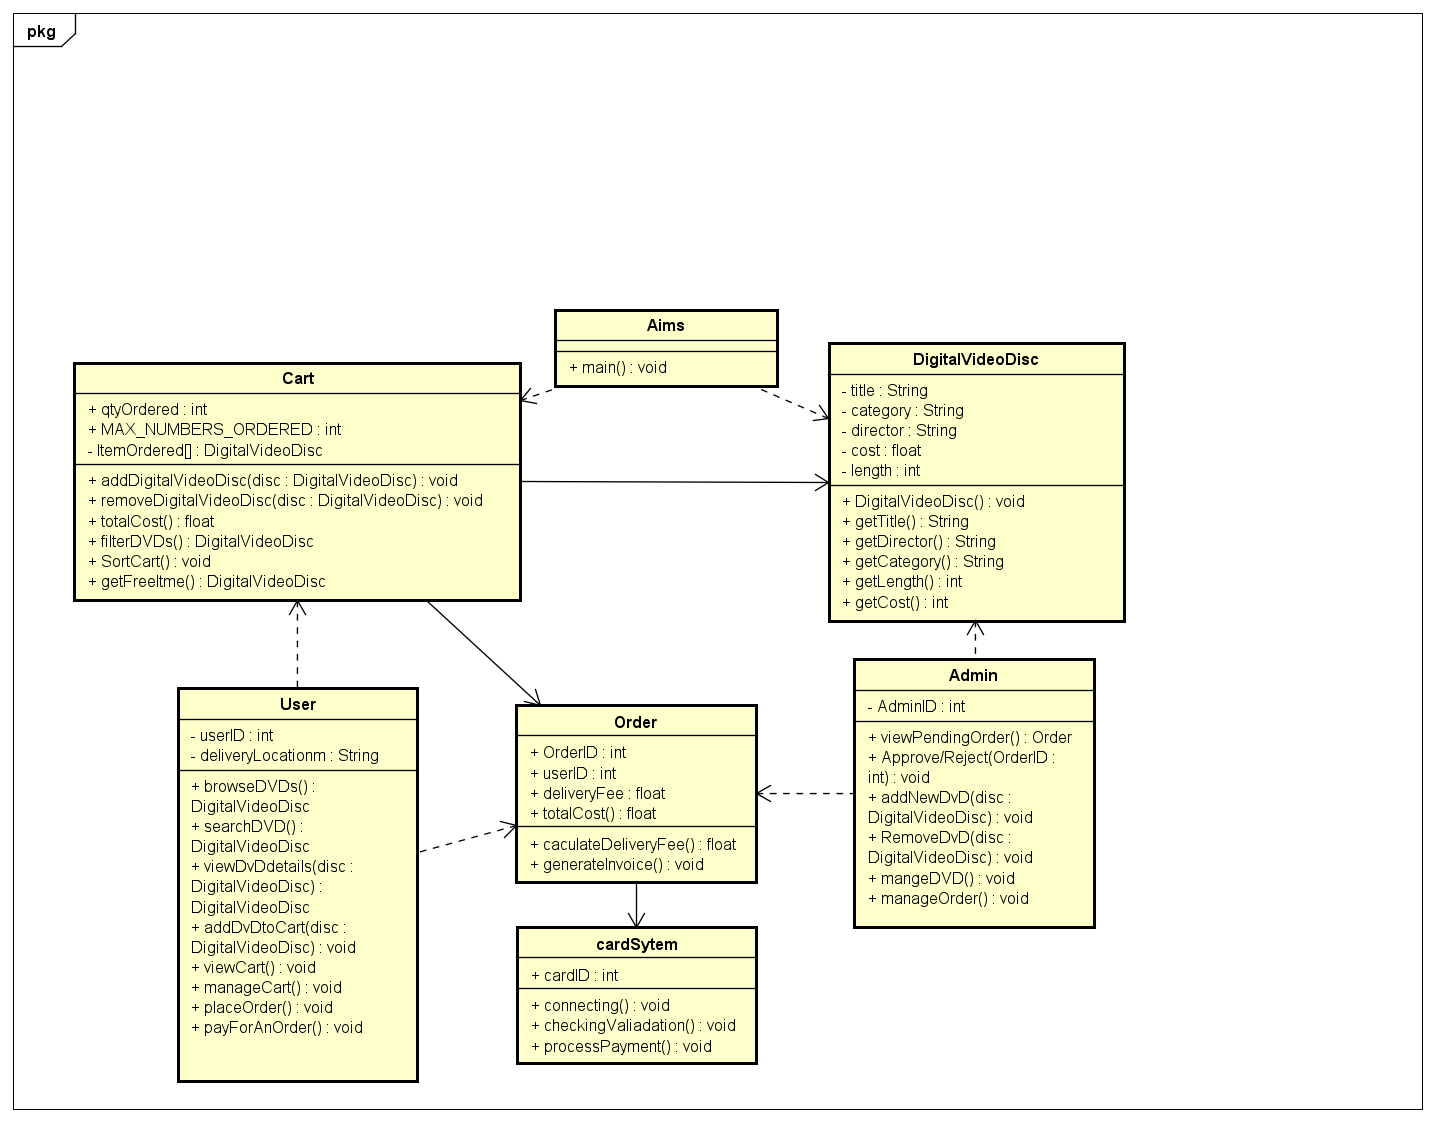 pkg
Aims
+ main() : void
Cart
+ qtyOrdered : int
+ MAX_NUMBERS_ORDERED : int
- ItemOrdered[] : DigitalVideoDisc
+ addDigitalVideoDisc(disc : DigitalVideoDisc) : void
+ removeDigitalVideoDisc(disc : DigitalVideoDisc) : void
+ totalCost() : float
+ filterDVDs() : DigitalVideoDisc
+ SortCart() : void
+ getFreeItme() : DigitalVideoDisc
DigitalVideoDisc
- title : String
- category : String
- director : String
- cost : float
- length : int
+ DigitalVideoDisc() : void
+ getTitle() : String
+ getDirector() : String
+ getCategory() : String
+ getLength() : int
+ getCost() : int
User
- userID : int
- deliveryLocationm : String
+ browseDVDs() :
DigitalVideoDisc
+ searchDVD() :
DigitalVideoDisc
+ viewDvDdetails(disc :
DigitalVideoDisc) :
DigitalVideoDisc
+ addDvDtoCart(disc :
DigitalVideoDisc) : void
+ viewCart() : void
+ manageCart() : void
+ placeOrder() : void
+ payForAnOrder() : void
Order
+ OrderID : int
+ userID : int
+ deliveryFee : float
+ totalCost() : float
+ caculateDeliveryFee() : float
+ generateInvoice() : void
Admin
- AdminID : int
+ viewPendingOrder() : Order
+ Approve/Reject(OrderID :
int) : void
+ addNewDvD(disc :
DigitalVideoDisc) : void
+ RemoveDvD(disc :
DigitalVideoDisc) : void
+ mangeDVD() : void
+ manageOrder() : void
cardSytem
+ cardID : int
+ connecting() : void
+ checkingValiadation() : void
+ processPayment() : void